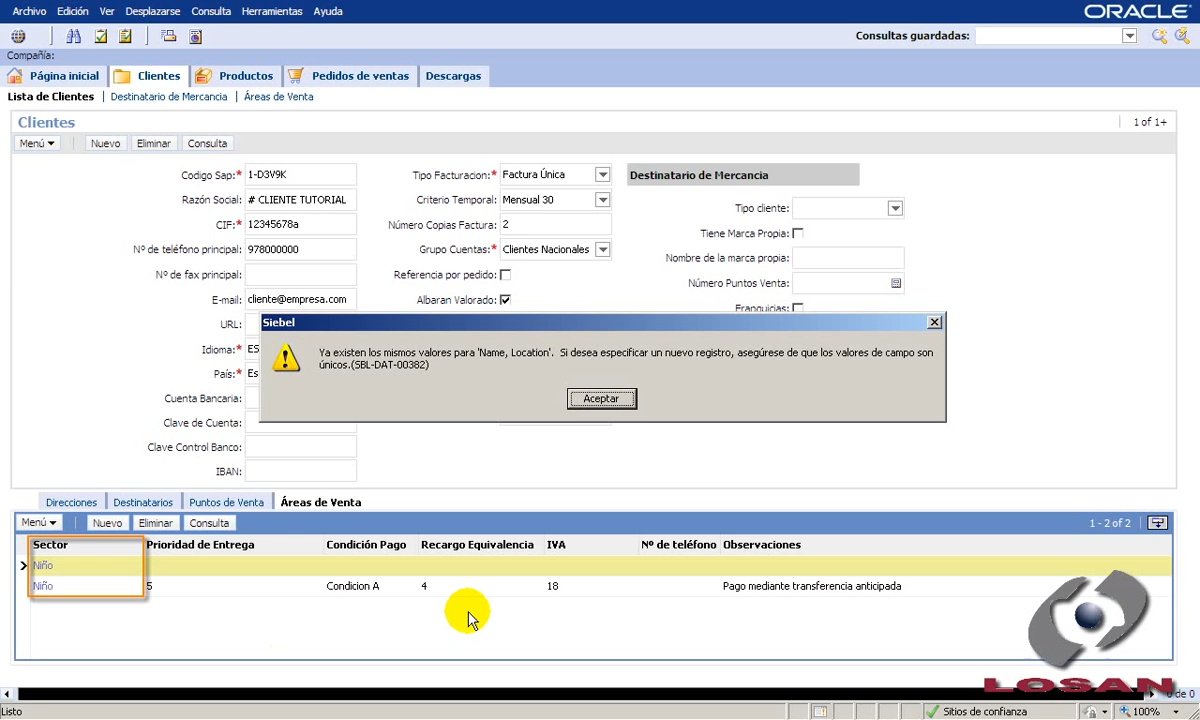 Archivo Edición Ver Desplazarse Consulta Herramientas Ayuda
ORACLE
Consultas guardadas:
Compañía:
Página inicial Clientes Productos Pedidos de ventas Descargas
Lista de Clientes Destinatario de Mercancia Áreas de Venta
Clientes
1 of 1+
Menú Nuevo Eliminar Consulta
Codigo Sap:* 1-D3V9K Tipo Facturacion:* Factura Única Destinatario de Mercancia
Razón Social: # CLIENTE TUTORIAL Criterio Temporal: Mensual 30 Tipo cliente:
CIF:* 12345678a Número Copias Factura: 2 Tiene Marca Propia:
Nº de teléfono principal: 978000000 Grupo Cuentas:* Clientes Nacionales Nombre de la marca propia:
Nº de fax principal: Referencia por pedido: Número Puntos Venta:
E-mail: cliente@empresa.com Albaran Valorado: Franquicias:
URL:
Siebel
Ya existen los mismos valores para 'Name, Location'. Si desea especificar un nuevo registro, asegúrese de que los valores de campo son
únicos.(SBL-DAT-00382)
Aceptar
Idioma:* ES
País:* Es
Cuenta Bancaria:
Clave de Cuenta:
Clave Control Banco:
IBAN:
Direcciones Destinatarios Puntos de Venta Áreas de Venta
Menú Nuevo Eliminar Consulta 1 - 2 of 2
Sector Prioridad de Entrega Condición Pago Recargo Equivalencia IVA Nº de teléfono Observaciones
Niño
Niño 5 Condicion A 4 18 Pago mediante transferencia anticipada
LOSAN
0 de 0
Listo Sitios de confianza 100%